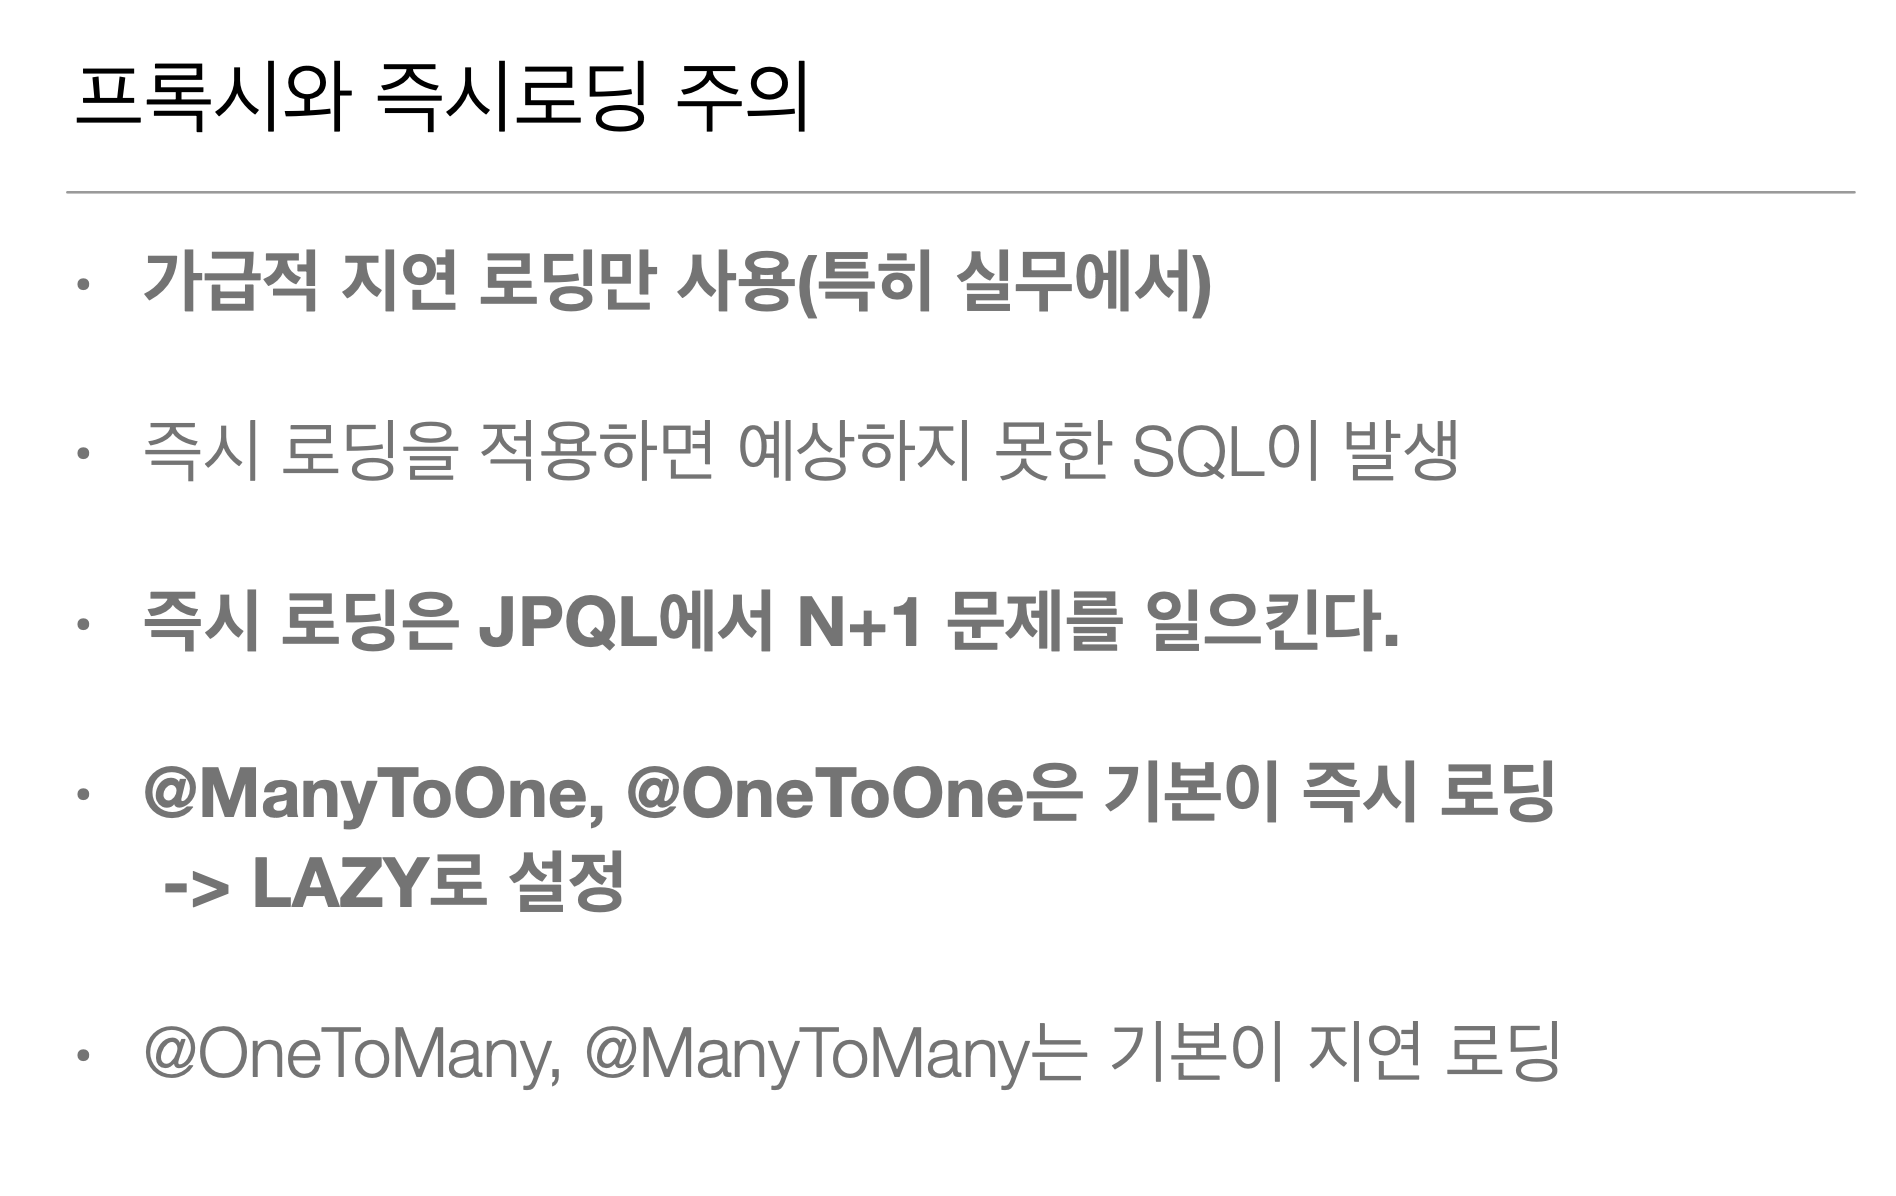 프록시와 즉시로딩 주의
• 가급적 지연 로딩만 사용(특히 실무에서)
• 즉시 로딩을 적용하면 예상하지 못한 SQL이 발생
• 즉시 로딩은 JPQL에서 N+1 문제를 일으킨다.
• @ManyToOne, @OneToOne은 기본이 즉시 로딩
-> LAZY로 설정
• @OneToMany, @ManyToMany는 기본이 지연 로딩